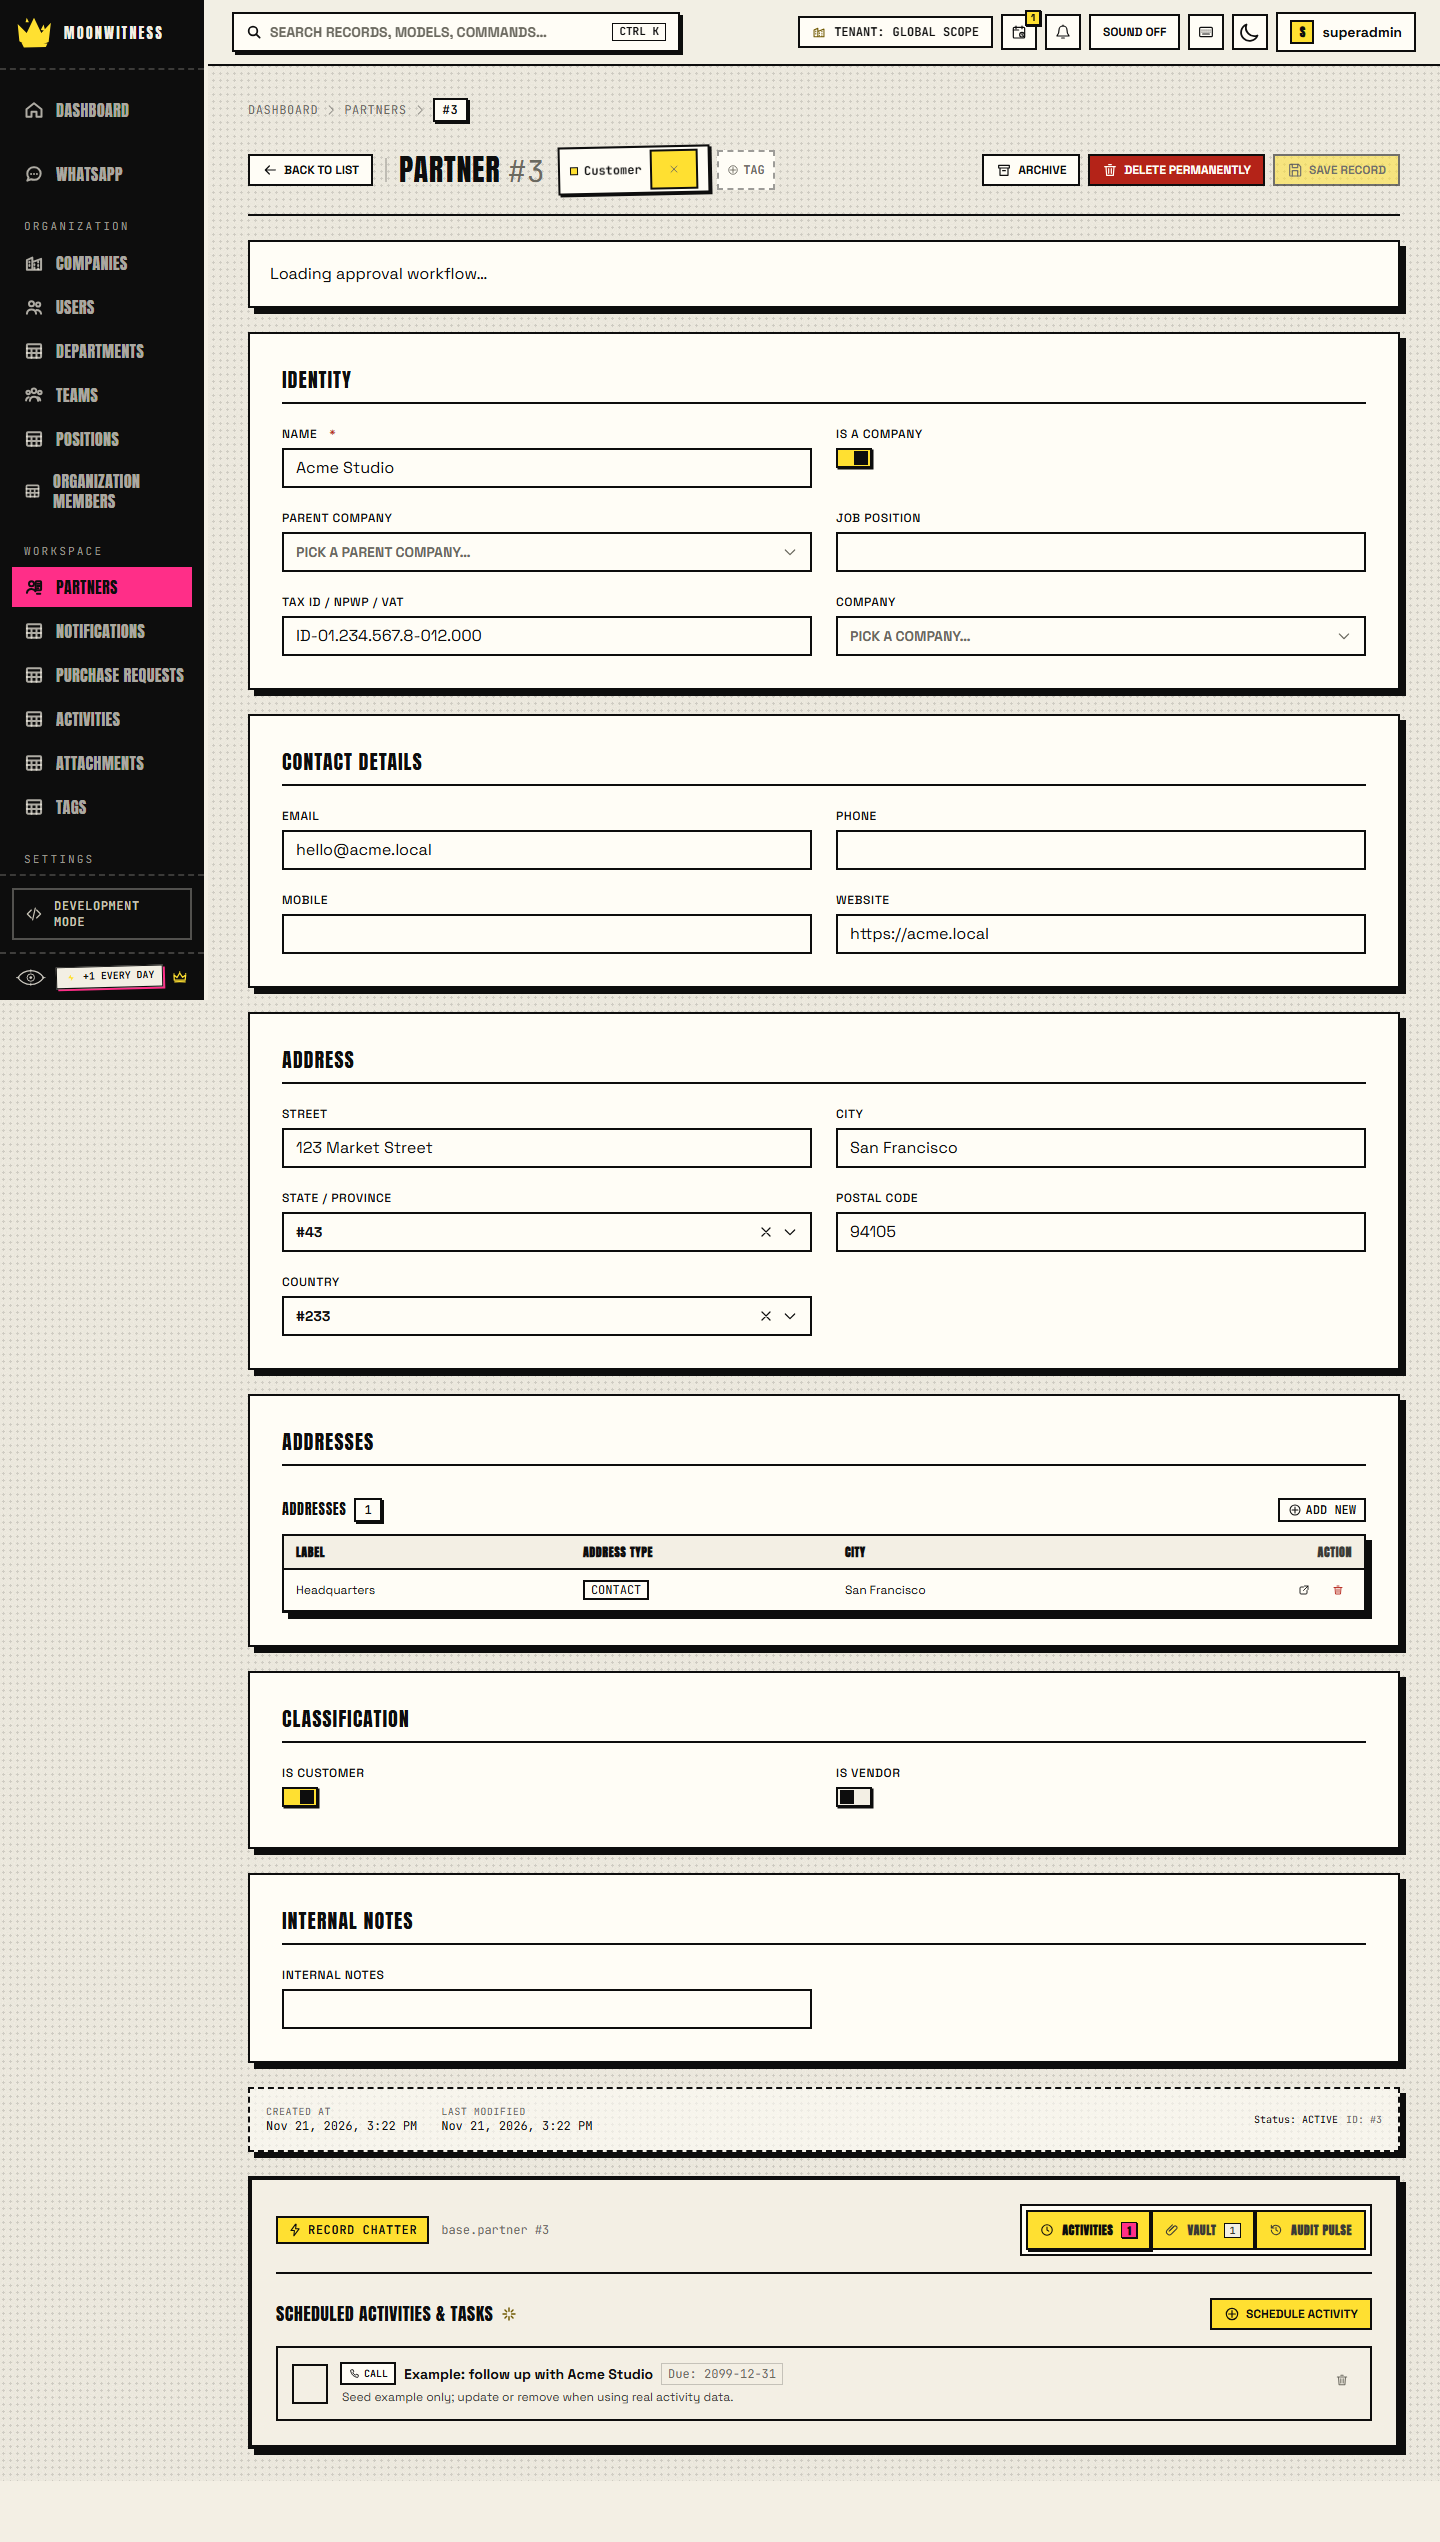 MOONWITNESS
SEARCH RECORDS, MODELS, COMMANDS...
CTRL K
TENANT: GLOBAL SCOPE
1
SOUND OFF
S
superadmin
DASHBOARD
WHATSAPP
ORGANIZATION
COMPANIES
USERS
DEPARTMENTS
TEAMS
POSITIONS
ORGANIZATION
MEMBERS
WORKSPACE
PARTNERS
NOTIFICATIONS
PURCHASE REQUESTS
ACTIVITIES
ATTACHMENTS
TAGS
SETTINGS
DEVELOPMENT
MODE
+1 EVERY DAY
DASHBOARD
PARTNERS
#3
BACK TO LIST
PARTNER #3
Customer
TAG
ARCHIVE
DELETE PERMANENTLY
SAVE RECORD
Loading approval workflow...
IDENTITY
NAME *
Acme Studio
IS A COMPANY
PARENT COMPANY
PICK A PARENT COMPANY...
JOB POSITION
TAX ID / NPWP / VAT
ID-01.234.567.8-012.000
COMPANY
PICK A COMPANY...
CONTACT DETAILS
EMAIL
hello@acme.local
PHONE
MOBILE
WEBSITE
https://acme.local
ADDRESS
STREET
123 Market Street
CITY
San Francisco
STATE / PROVINCE
#43
POSTAL CODE
94105
COUNTRY
#233
ADDRESSES
ADDRESSES 1
ADD NEW
LABEL ADDRESS TYPE CITY ACTION
Headquarters CONTACT San Francisco
CLASSIFICATION
IS CUSTOMER
IS VENDOR
INTERNAL NOTES
INTERNAL NOTES
CREATED AT
Nov 21, 2026, 3:22 PM
LAST MODIFIED
Nov 21, 2026, 3:22 PM
Status: ACTIVE ID: #3
RECORD CHATTER
base.partner #3
ACTIVITIES 1
VAULT 1
AUDIT PULSE
SCHEDULED ACTIVITIES & TASKS
SCHEDULE ACTIVITY
CALL
Example: follow up with Acme Studio
Due: 2099-12-31
Seed example only; update or remove when using real activity data.